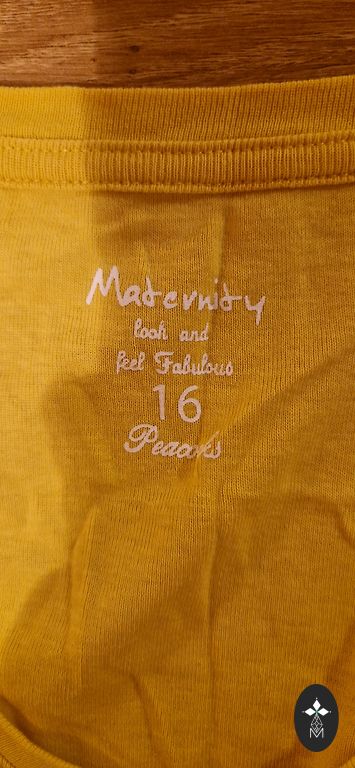 Maternity
look and
feel Fabulous
16
Peacocks
M